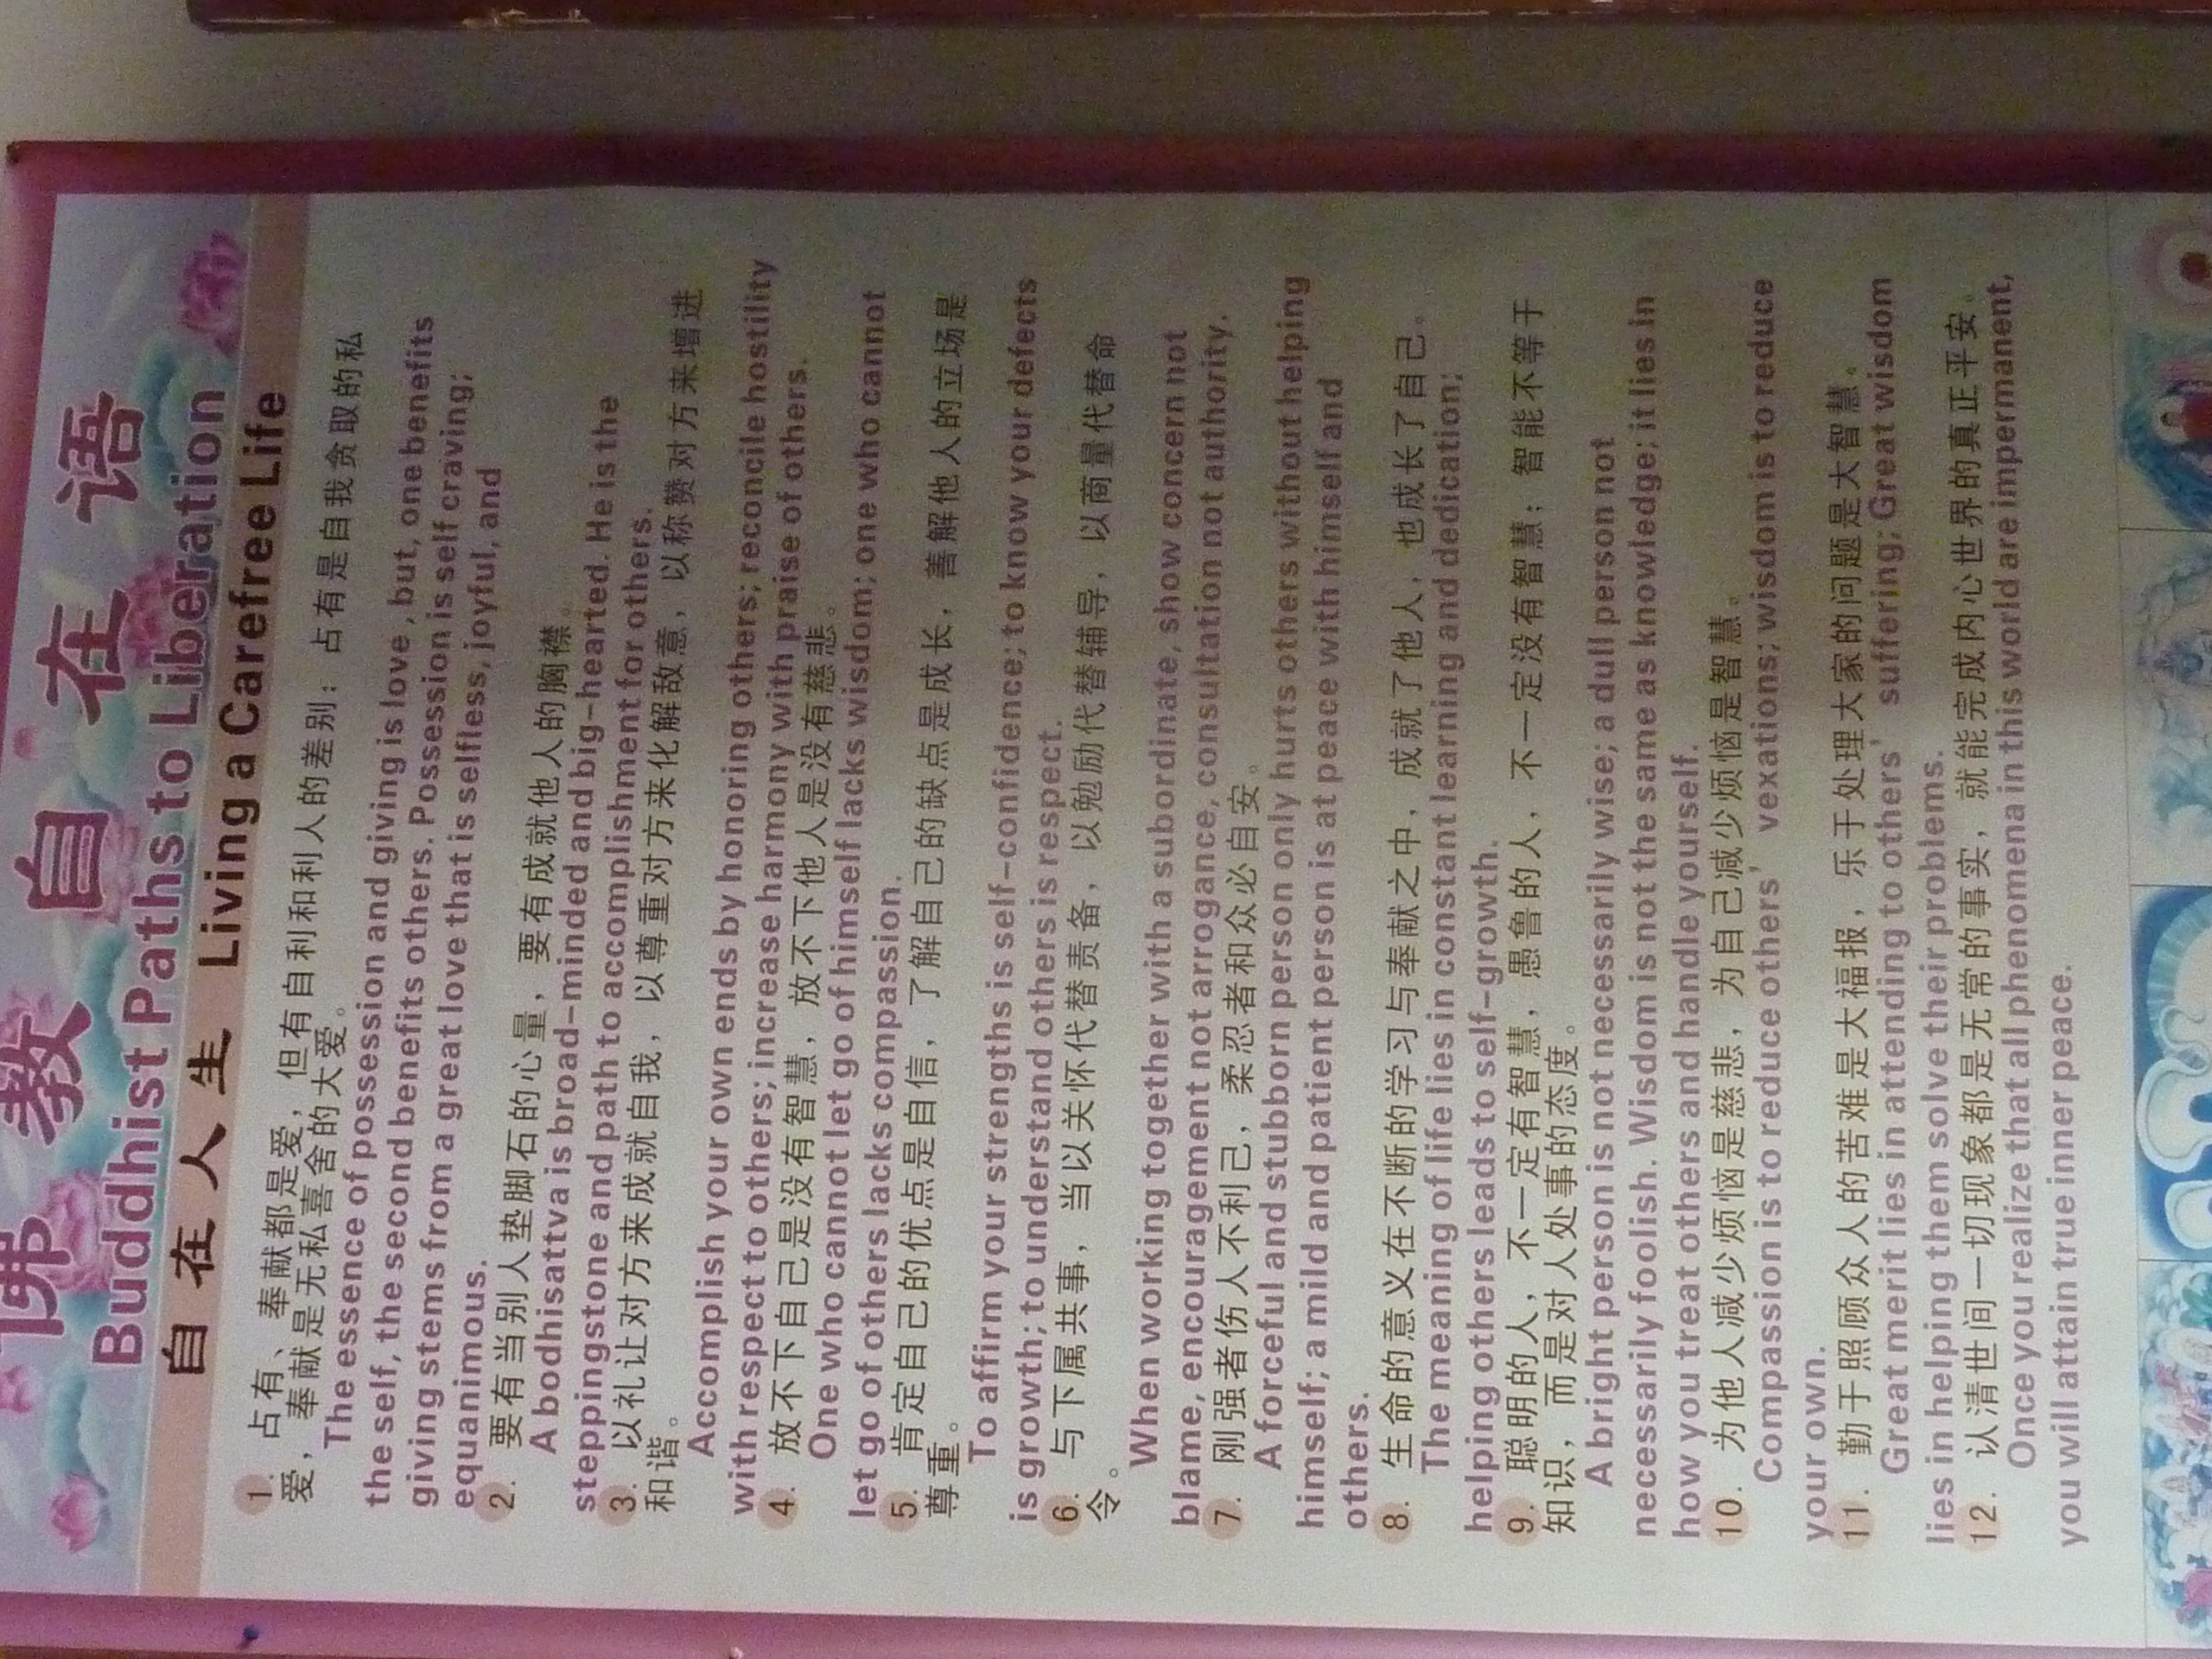 佛教自在语
Buddhist Paths to Liberation
自在人生 Living a Carefree Life
1. 占有、奉献都是爱，但有自利和利人的差别；占有是自我贪取的私
爱，奉献是无私喜舍的大爱。
The essence of possession and giving is love , but, one benefits
the self, the second benefits others. Possession is self craving;
giving stems from a great love that is selfless, joyful, and
equanimous.
2. 要有当别人垫脚石的心量，要有成就他人的胸襟。
A bodhisattva is broad-minded and big-hearted. He is the
steppingstone and path to accomplishment for others.
3. 以礼让对方来成就自我，以尊重对方来化解敌意，以称赞对方来增进
和谐。
Accomplish your own ends by honoring others; reconcile hostility
with respect to others; increase harmony with praise of others.
4. 放不下自己是没有智慧，放不下他人是没有慈悲。
One who cannot let go of himself lacks wisdom; one who cannot
let go of others lacks compassion.
5. 肯定自己的优点是自信，了解自己的缺点是成长，善解他人的立场是
尊重。
To affirm your strengths is self-confidence; to know your defects
is growth; to understand others is respect.
6. 与下属共事，当以关怀代替责备，以勉励代替辅导，以商量代替命
令。
When working together with a subordinate, show concern not
blame, encouragement not arrogance, consultation not authority.
7. 刚强者伤人不利己，柔忍者和众必自安。
A forceful and stubborn person only hurts others without helping
himself; a mild and patient person is at peace with himself and
others.
8. 生命的意义在不断的学习与奉献之中，成就了他人，也成长了自己。
The meaning of life lies in constant learning and dedication;
helping others leads to self-growth.
9. 聪明的人，不一定有智慧，愚鲁的人，不一定没有智慧；智能不等于
知识，而是对人处事的态度。
A bright person is not necessarily wise; a dull person not
necessarily foolish. Wisdom is not the same as knowledge; it lies in
how you treat others and handle yourself.
10. 为他人减少烦恼是慈悲，为自己减少烦恼是智慧。
Compassion is to reduce others' vexations; wisdom is to reduce
your own.
11. 勤于照顾众人的苦难是大福报，乐于处理大家的问题是大智慧。
Great merit lies in attending to others' suffering; Great wisdom
lies in helping them solve their problems.
12. 认清世间一切现象都是无常的事实，就能完成内心世界的真正平安。
Once you realize that all phenomena in this world are impermanent,
you will attain true inner peace.